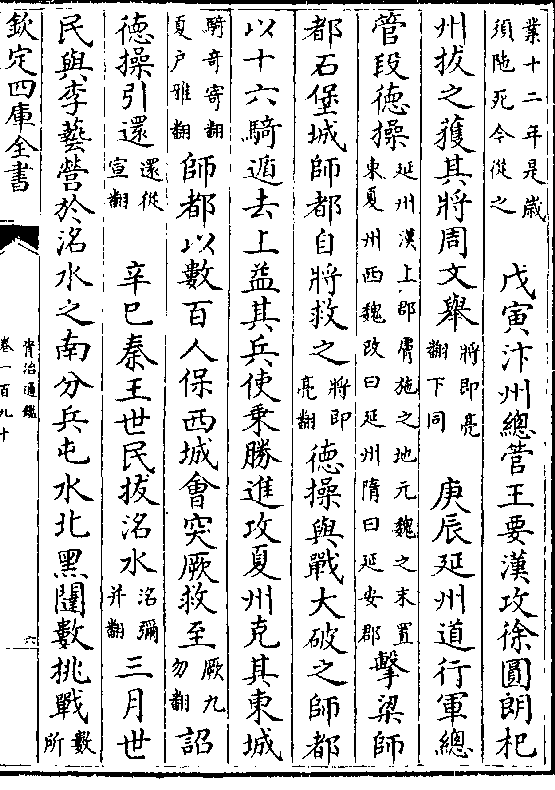 業十二年是歲
須陁死今從之
戊寅汴州總管王要漢攻徐圓朗杞
州拔之獲其將周文舉
將即亮
翻下同
庚辰延州道行軍總
管段德操
延州漢上郡膚施之地元魏之末置
東夏州西魏改曰延州隋曰延安郡
擊梁師
都石堡城師都自將救之
將即
亮翻
德操與戰大破之師都
以十六騎遁去上益其兵使乗勝進攻夏州克其東城
騎奇寄翻
夏户雅翻
師都以數百人保西城㑹突厥救至
厥九
勿翻
詔
德操引還
還從
宣翻
辛巳秦王世民拔洺水
洺彌
并翻
三月世
民與李藝營於洺水之南分兵屯水北黑闥數挑戰
數
所
欽定四庫全書
資治通鑑
卷一百九十
六